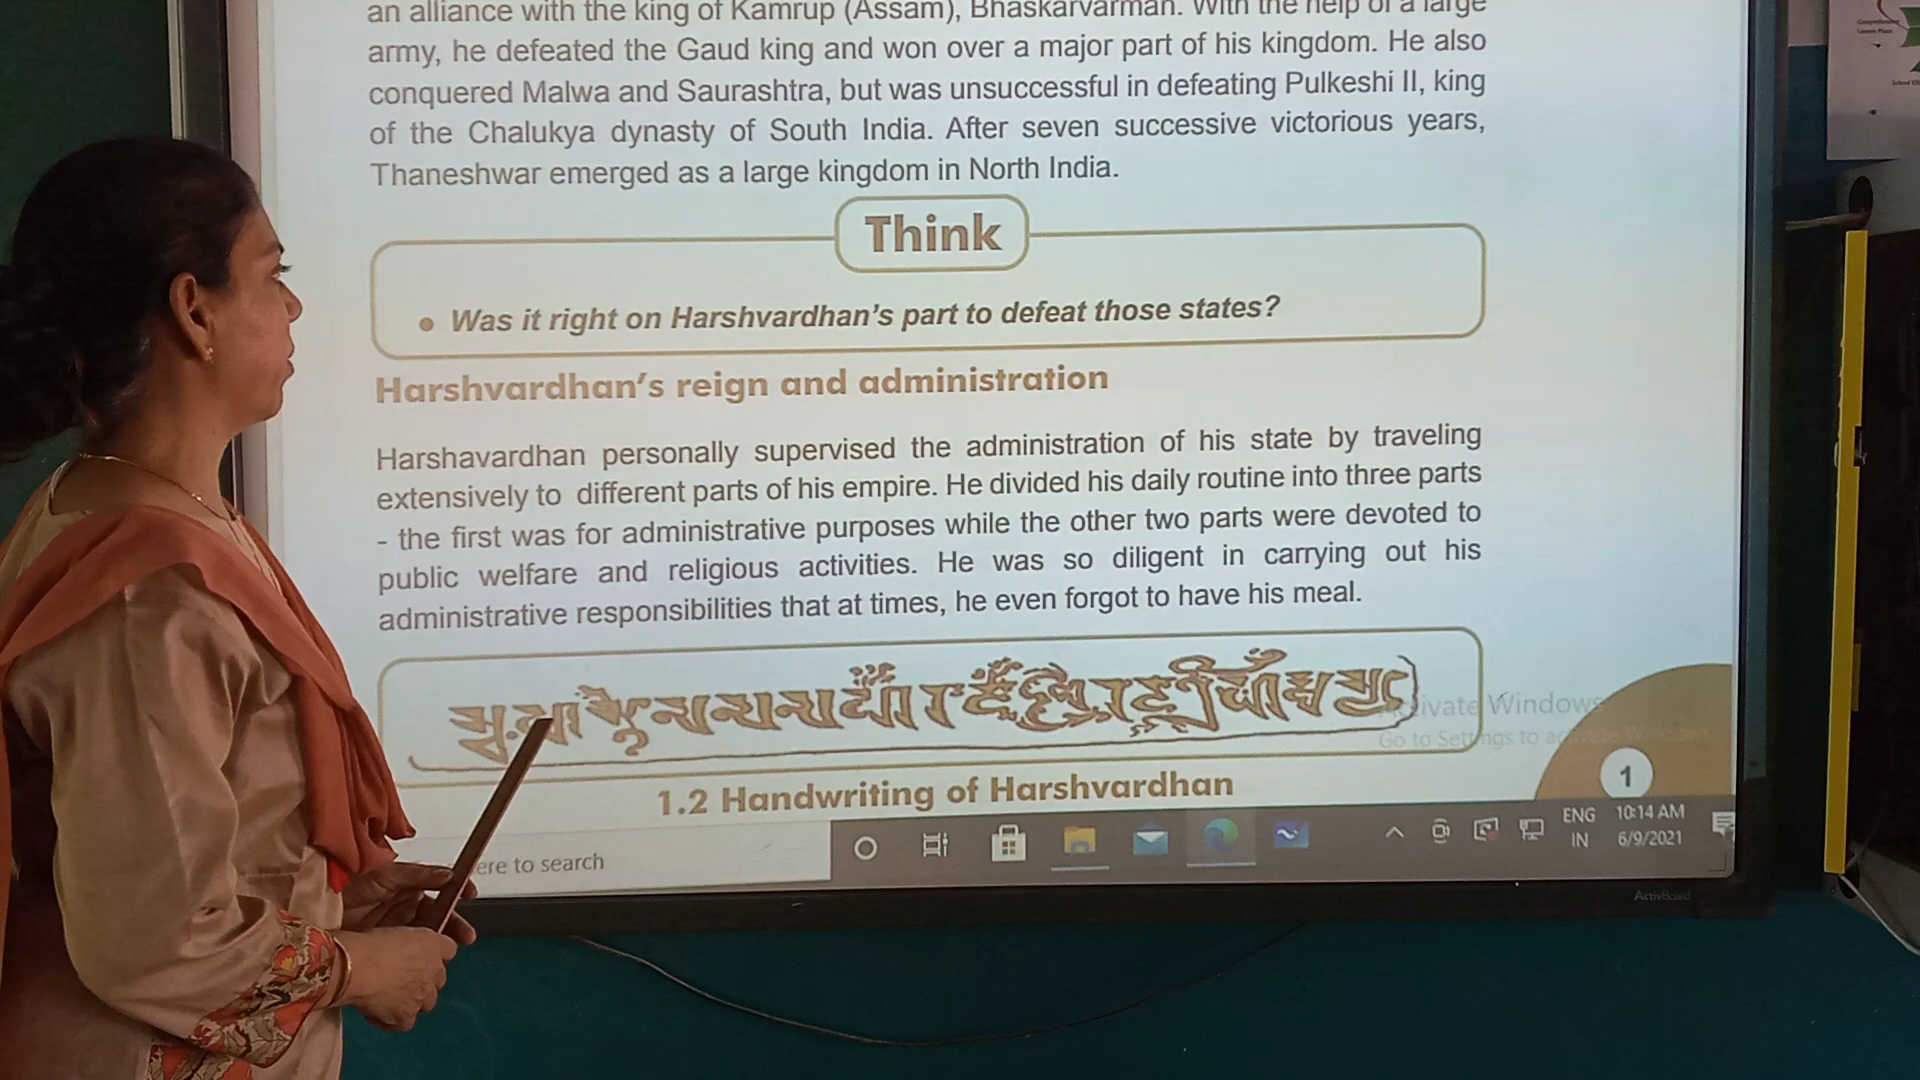 an alliance with the king of Kamrup (Assam), Bhaskarvarman. With the help of a large
army, he defeated the Gaud king and won over a major part of his kingdom. He also
conquered Malwa and Saurashtra, but was unsuccessful in defeating Pulkeshi II, king
of the Chalukya dynasty of South India. After seven successive victorious years,
Thaneshwar emerged as a large kingdom in North India.
Think
• Was it right on Harshvardhan's part to defeat those states?
Harshvardhan's reign and administration
Harshavardhan personally supervised the administration of his state by traveling
extensively to different parts of his empire. He divided his daily routine into three parts
- the first was for administrative purposes while the other two parts were devoted to
public welfare and religious activities. He was so diligent in carrying out his
administrative responsibilities that at times, he even forgot to have his meal.
Windows
Go to Settings to
1.2 Handwriting of Harshvardhan
1
ere to search
ENG
IN
10:14 AM
6/9/2021
ActivBoard